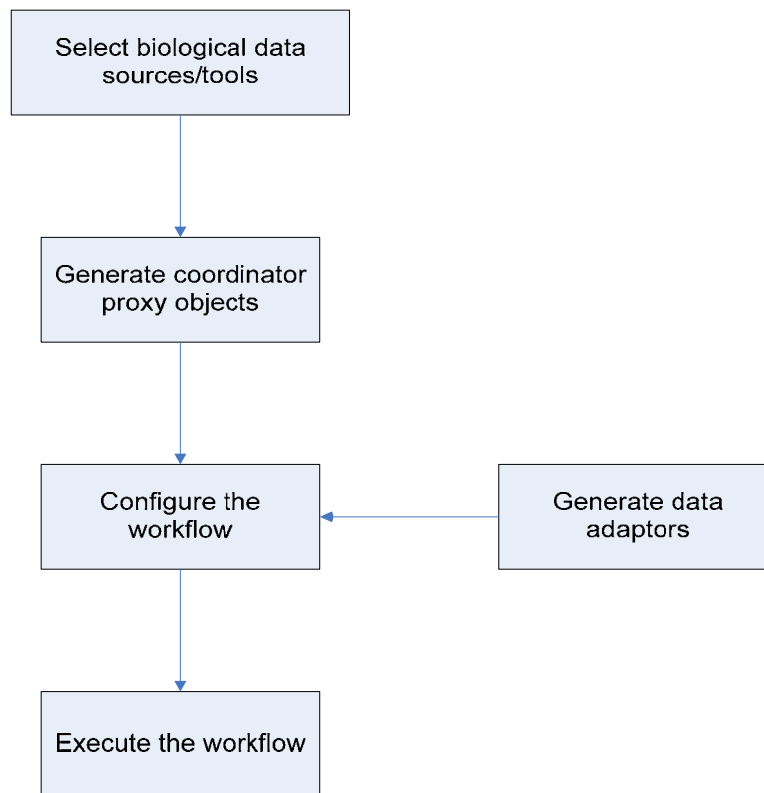 Select biological data
sources/tools
Generate coordinator
proxy objects
Configure the
workflow
Generate data
adaptors
Execute the workflow